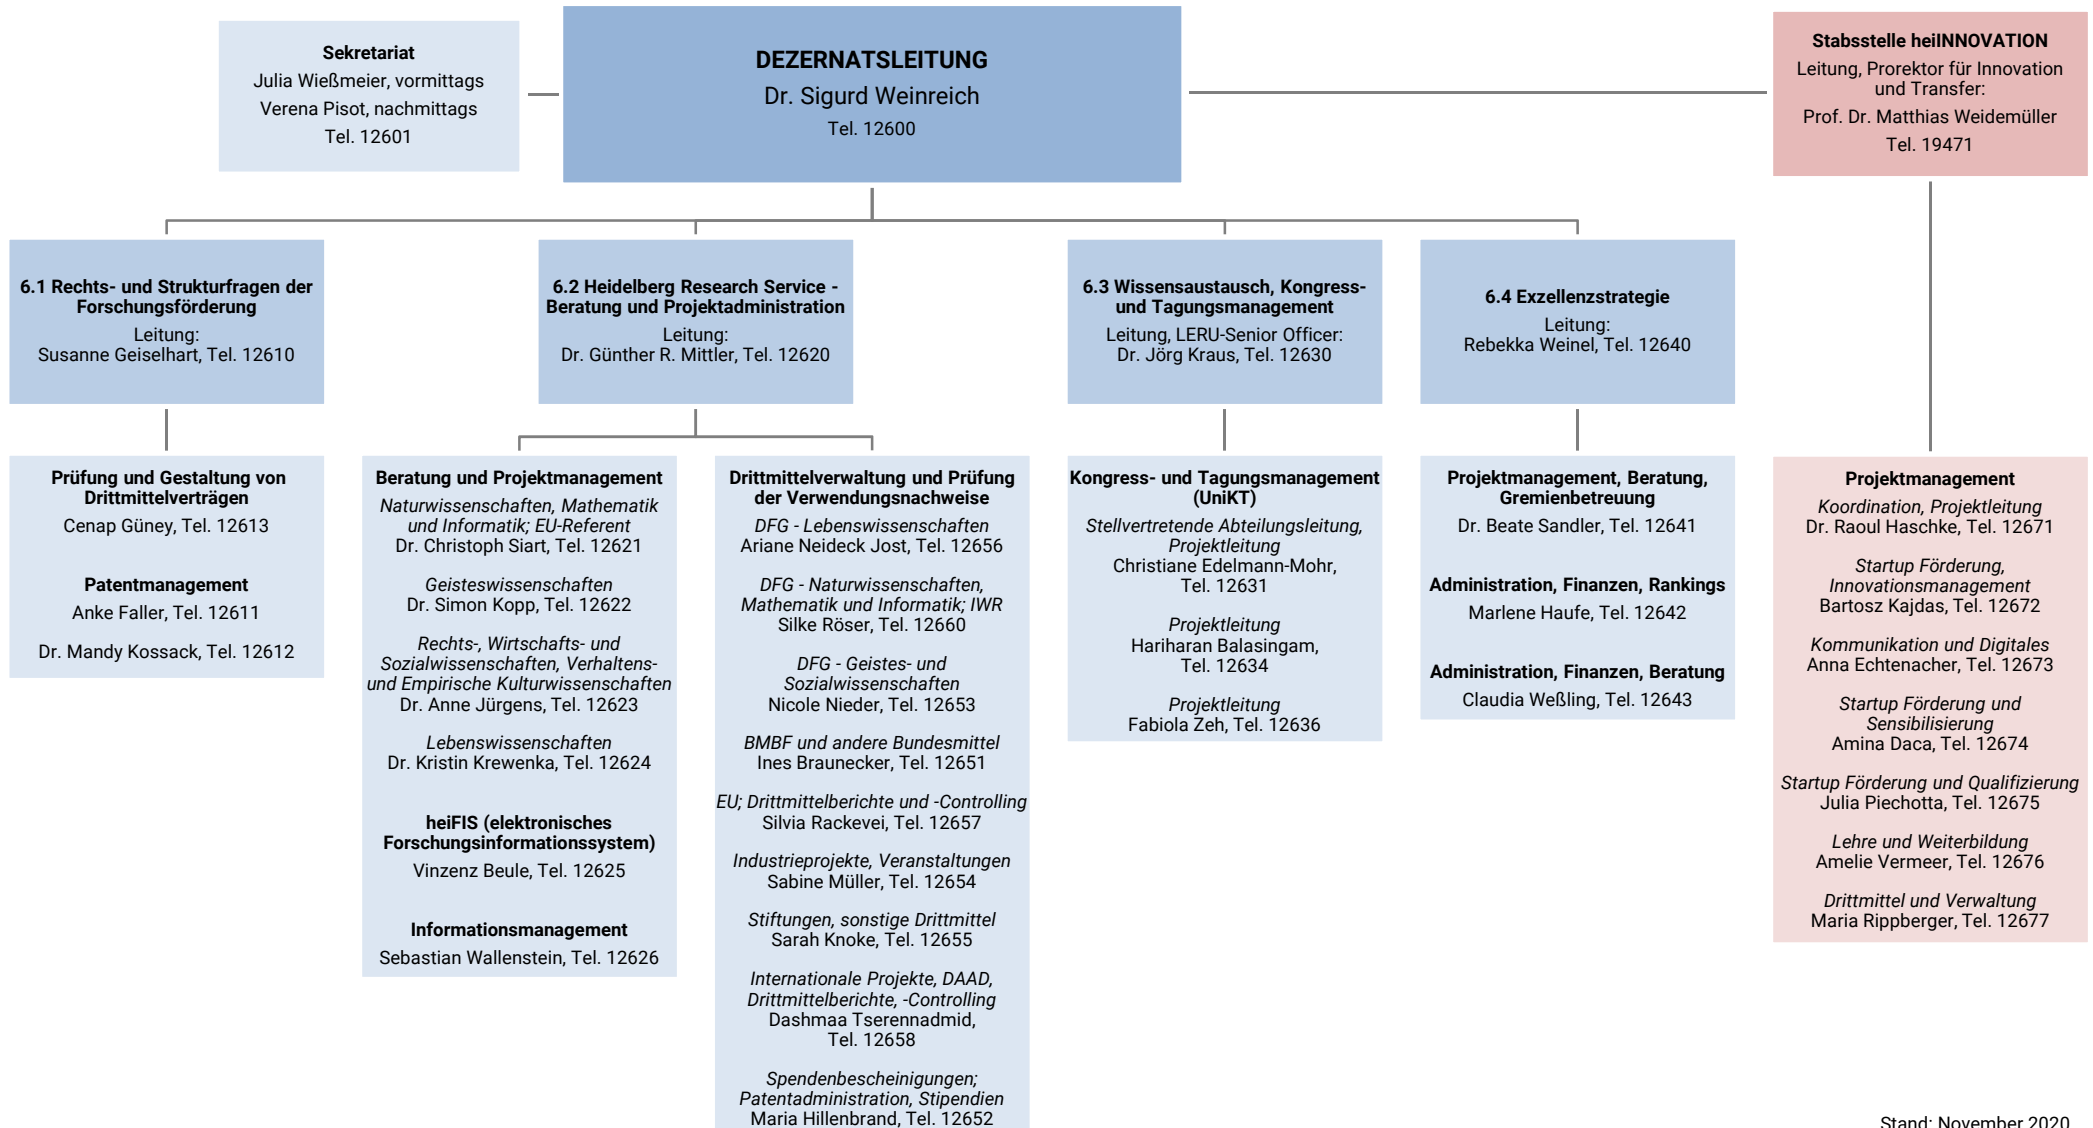 Sekretariat
Julia Wießmeier, vormittags
Verena Pisot, nachmittags
Tel. 12601
DEZERNATSLEITUNG
Dr. Sigurd Weinreich
Tel. 12600
Stabsstelle heiINNOVATION
Leitung, Prorektor für Innovation
und Transfer:
Prof. Dr. Matthias Weidemüller
Tel. 19471
6.1 Rechts- und Strukturfragen der
Forschungsförderung
Leitung:
Susanne Geiselhart, Tel. 12610
6.2 Heidelberg Research Service -
Beratung und Projektadministration
Leitung:
Dr. Günther R. Mittler, Tel. 12620
6.3 Wissensaustausch, Kongress-
und Tagungsmanagement
Leitung, LERU-Senior Officer:
Dr. Jörg Kraus, Tel. 12630
6.4 Exzellenzstrategie
Leitung:
Rebekka Weinel, Tel. 12640
Prüfung und Gestaltung von
Drittmittelverträgen
Cenap Güney, Tel. 12613
Patentmanagement
Anke Faller, Tel. 12611
Dr. Mandy Kossack, Tel. 12612
Beratung und Projektmanagement
Naturwissenschaften, Mathematik
und Informatik; EU-Referent
Dr. Christoph Siart, Tel. 12621
Geisteswissenschaften
Dr. Simon Kopp, Tel. 12622
Rechts-, Wirtschafts- und
Sozialwissenschaften, Verhaltens-
und Empirische Kulturwissenschaften
Dr. Anne Jürgens, Tel. 12623
Lebenswissenschaften
Dr. Kristin Krewenka, Tel. 12624
heiFIS (elektronisches
Forschungsinformationssystem)
Vinzenz Beule, Tel. 12625
Informationsmanagement
Sebastian Wallenstein, Tel. 12626
Drittmittelverwaltung und Prüfung
der Verwendungsnachweise
DFG - Lebenswissenschaften
Ariane Neideck Jost, Tel. 12656
DFG - Naturwissenschaften,
Mathematik und Informatik; IWR
Silke Röser, Tel. 12660
DFG - Geistes- und
Sozialwissenschaften
Nicole Nieder, Tel. 12653
BMBF und andere Bundesmittel
Ines Braunecker, Tel. 12651
EU; Drittmittelberichte und -Controlling
Silvia Rackevei, Tel. 12657
Industrieprojekte, Veranstaltungen
Sabine Müller, Tel. 12654
Stiftungen, sonstige Drittmittel
Sarah Knoke, Tel. 12655
Internationale Projekte, DAAD,
Drittmittelberichte, -Controlling
Dashmaa Tserennadmid,
Tel. 12658
Spendenbescheinigungen;
Patentadministration, Stipendien
Maria Hillenbrand, Tel. 12652
Kongress- und Tagungsmanagement
(UniKT)
Stellvertretende Abteilungsleitung,
Projektleitung
Christiane Edelmann-Mohr,
Tel. 12631
Projektleitung
Hariharan Balasingam,
Tel. 12634
Projektleitung
Fabiola Zeh, Tel. 12636
Projektmanagement, Beratung,
Gremienbetreuung
Dr. Beate Sandler, Tel. 12641
Administration, Finanzen, Rankings
Marlene Haufe, Tel. 12642
Administration, Finanzen, Beratung
Claudia Weßling, Tel. 12643
Projektmanagement
Koordination, Projektleitung
Dr. Raoul Haschke, Tel. 12671
Startup Förderung,
Innovationsmanagement
Bartosz Kajdas, Tel. 12672
Kommunikation und Digitales
Anna Echtenacher, Tel. 12673
Startup Förderung und
Sensibilisierung
Amina Daca, Tel. 12674
Startup Förderung und Qualifizierung
Julia Piechotta, Tel. 12675
Lehre und Weiterbildung
Amelie Vermeer, Tel. 12676
Drittmittel und Verwaltung
Maria Rippberger, Tel. 12677
Stand: November 2020